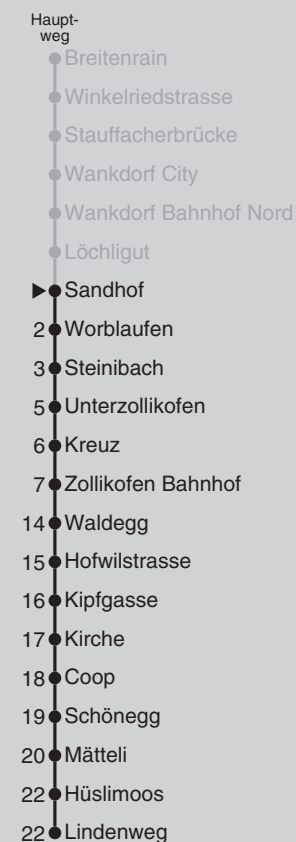 Haupt-
weg
Breitenrain
Winkelriedstrasse
Stauffacherbrücke
Wankdorf City
Wankdorf Bahnhof Nord
Löchligut
Sandhof
2 Worblaufen
3 Steinibach
5 Unterzollikofen
6 Kreuz
7 Zollikofen Bahnhof
14 Waldegg
15 Hofwilstrasse
16 Kipfgasse
17 Kirche
18 Coop
19 Schönegg
20 Mätteli
22 Hüslimoos
22 Lindenweg